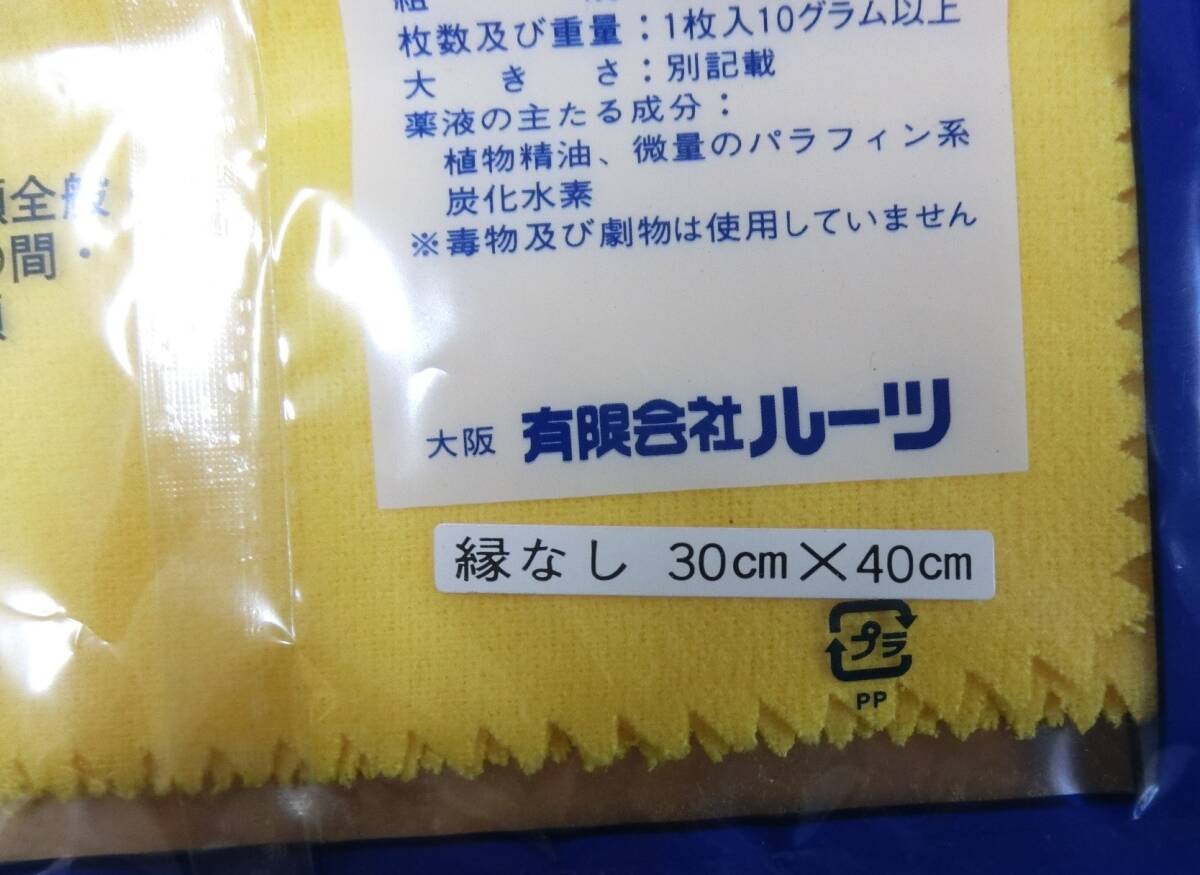 枚数及び重量：1枚入10グラム以上
大きさ：別記載
薬液の主たる成分：
植物精油、微量のパラフィン系
炭化水素
※毒物及び劇物は使用していません
全般
間・
大阪 有限会社ルーツ
縁なし 30cm×40cm
プラ
PP